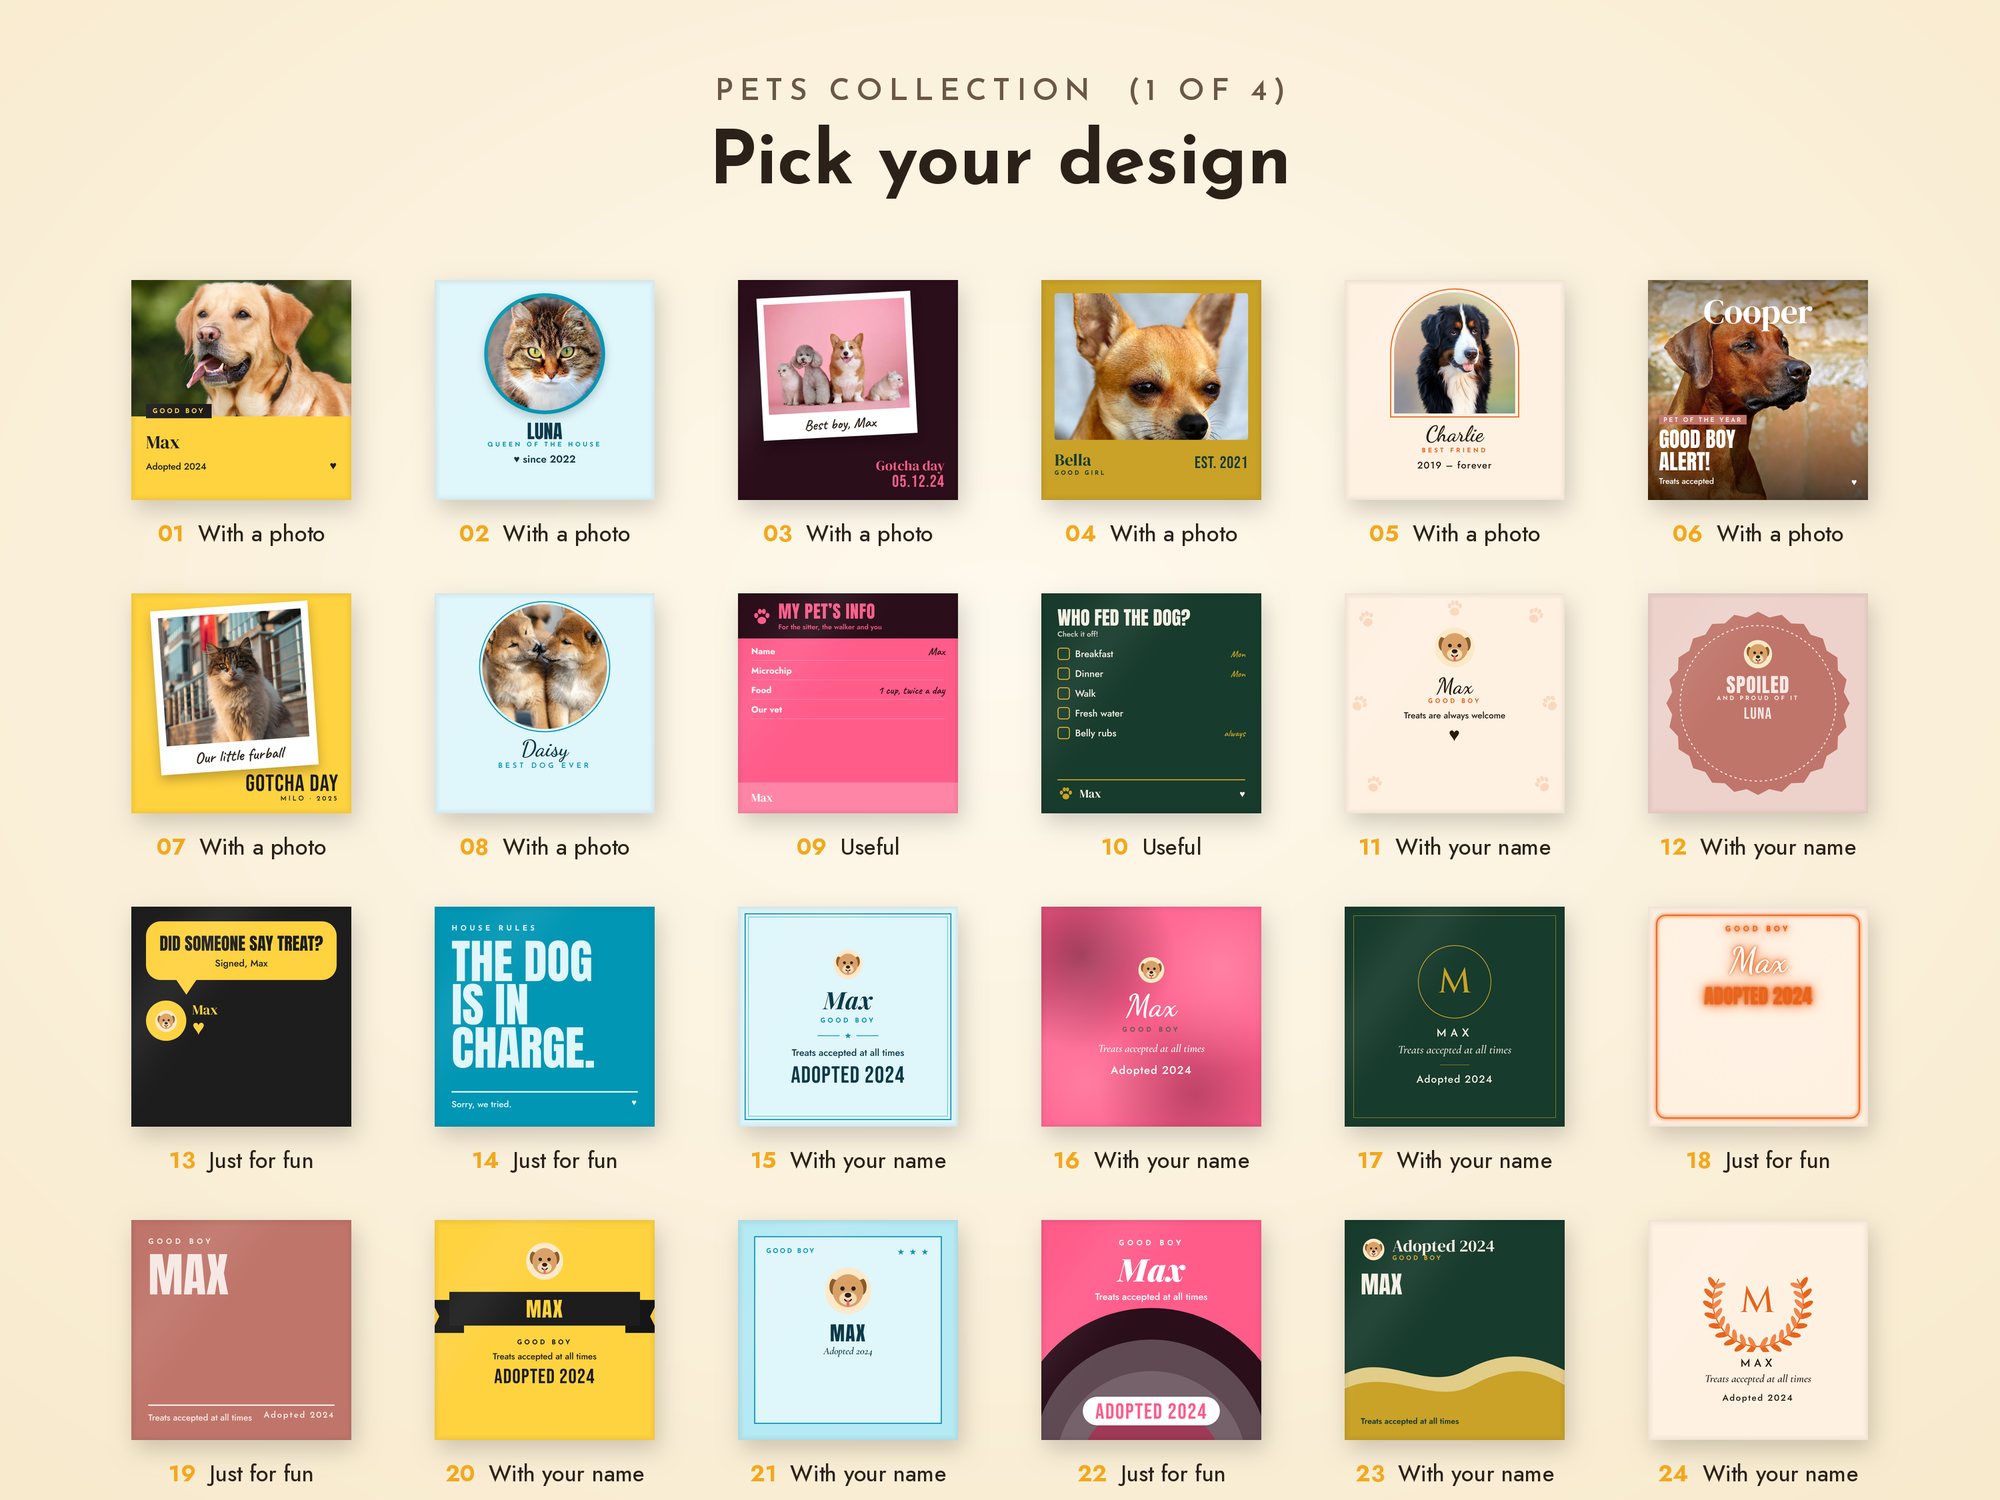 PETS COLLECTION (1 OF 4)
Pick your design
GOOD BOY
Max
Adopted 2024 ♥
01 With a photo
LUNA
QUEEN OF THE HOUSE
♥ since 2022
02 With a photo
Best boy, Max
Gotcha day
05.12.24
03 With a photo
Bella
GOOD GIRL
EST. 2021
04 With a photo
Charlie
BEST FRIEND
2019 – forever
05 With a photo
Cooper
PET OF THE YEAR
GOOD BOY
ALERT!
Treats accepted ♥
06 With a photo
Our little furball
GOTCHA DAY
MILO · 2025
07 With a photo
Daisy
BEST DOG EVER
08 With a photo
MY PET'S INFO
For the sitter, the walker and you
Name Max
Microchip
Food 1 cup, twice a day
Our vet
Max
09 Useful
WHO FED THE DOG?
Check it off!
Breakfast Mon
Dinner Mon
Walk
Fresh water
Belly rubs always
Max ♥
10 Useful
Max
GOOD BOY
Treats are always welcome
♥
11 With your name
SPOILED
AND PROUD OF IT
LUNA
12 With your name
DID SOMEONE SAY TREAT?
Signed, Max
Max
♥
13 Just for fun
HOUSE RULES
THE DOG
IS IN
CHARGE.
Sorry, we tried. ♥
14 Just for fun
Max
GOOD BOY
Treats accepted at all times
ADOPTED 2024
15 With your name
Max
GOOD BOY
Treats accepted at all times
Adopted 2024
16 With your name
M
MAX
Treats accepted at all times
Adopted 2024
17 With your name
GOOD BOY
Max
ADOPTED 2024
18 Just for fun
GOOD BOY
MAX
Treats accepted at all times Adopted 2024
19 Just for fun
MAX
GOOD BOY
Treats accepted at all times
ADOPTED 2024
20 With your name
GOOD BOY ★ ★ ★
MAX
Adopted 2024
21 With your name
GOOD BOY
Max
Treats accepted at all times
ADOPTED 2024
22 Just for fun
Adopted 2024
GOOD BOY
MAX
Treats accepted at all times
23 With your name
M
MAX
Treats accepted at all times
Adopted 2024
24 With your name